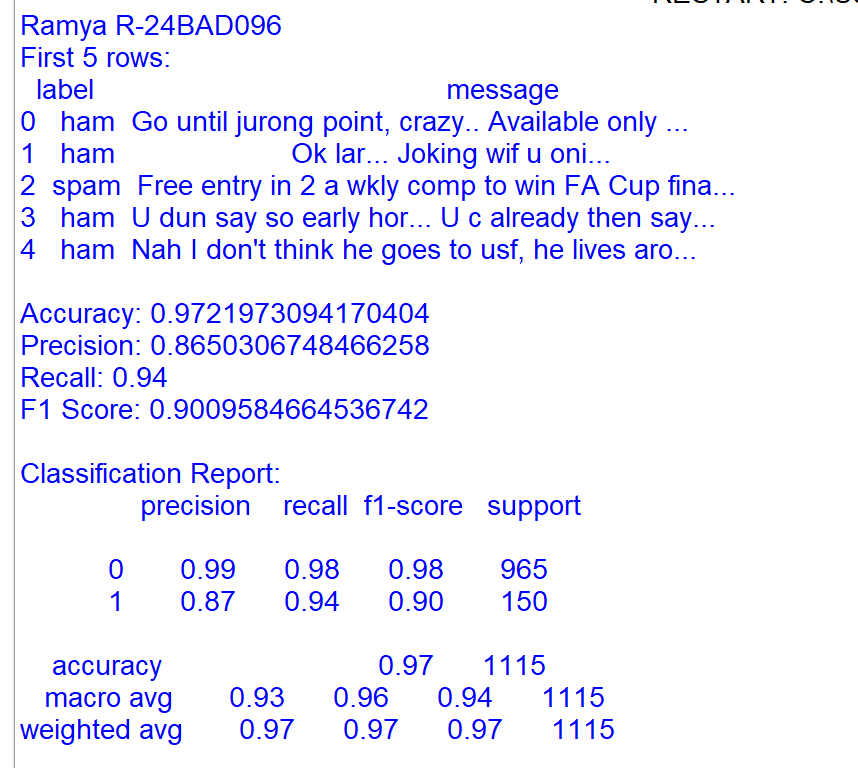 Ramya R-24BAD096
First 5 rows:
label message
0 ham Go until jurong point, crazy.. Available only ...
1 ham Ok lar... Joking wif u oni...
2 spam Free entry in 2 a wkly comp to win FA Cup fina...
3 ham U dun say so early hor... U c already then say...
4 ham Nah I don't think he goes to usf, he lives aro...
Accuracy: 0.9721973094170404
Precision: 0.8650306748466258
Recall: 0.94
F1 Score: 0.9009584664536742
Classification Report:
precision recall f1-score support
0 0.99 0.98 0.98 965
1 0.87 0.94 0.90 150
accuracy 0.97 1115
macro avg 0.93 0.96 0.94 1115
weighted avg 0.97 0.97 0.97 1115